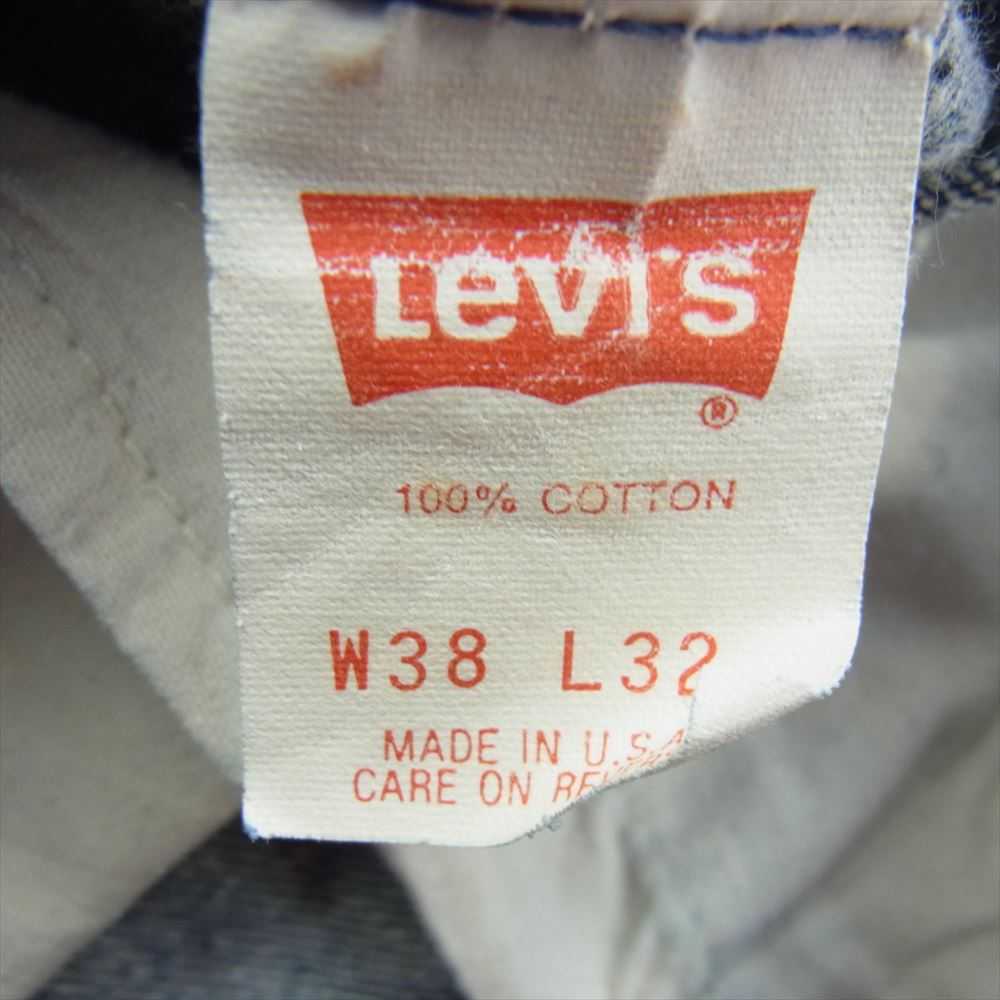 Levi's
®
100% COTTON
W38 L32
MADE IN U.S.A
CARE ON